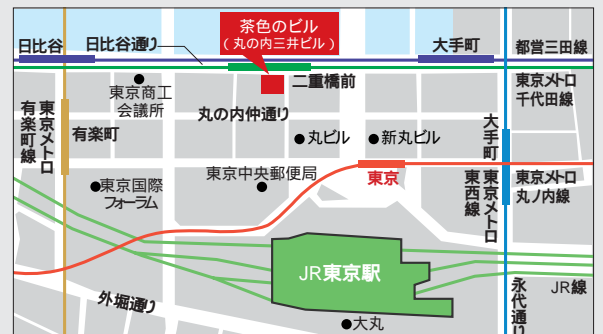 茶色のビル
（丸の内三井ビル）
日比谷
日比谷通り
大手町
都営三田線
東京商工
会議所
二重橋前
東京メトロ
千代田線
丸の内仲通り
東京メトロ
有楽町線
有楽町
丸ビル
新丸ビル
大手町
東京国際
フォーラム
東京中央郵便局
東京
東京メトロ
東西線
東京メトロ
丸ノ内線
JR東京駅
外堀通り
大丸
永代通り
JR線